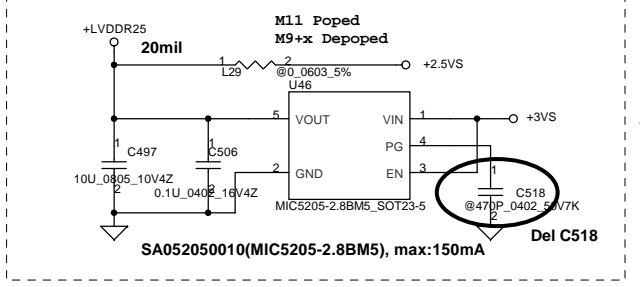 M11 Poped
M9+x Depoped
+LVDDR25
20mil
1
2
L29
@0_0603_5%
+2.5VS
U46
5
VOUT
VIN
1
+3VS
PG
4
2
GND
EN
3
1
C497
2
10U_0805_10V4Z
1
C506
2
0.1U_0402_16V4Z
MIC5205-2.8BM5_SOT23-5
1
C518
@470P_0402_50V7K
2
Del C518
SA052050010(MIC5205-2.8BM5), max:150mA